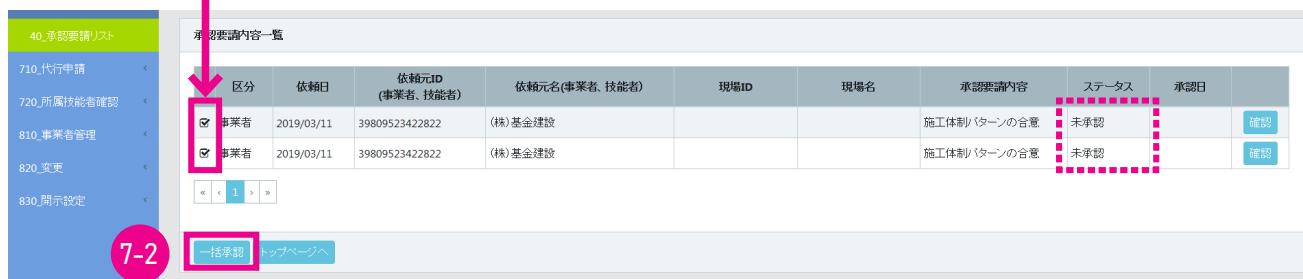 40_承認要請リスト
710_代行申請
720_所属技能者確認
810_事業者管理
820_変更
830_開示設定
承認要請内容一覧
区分 依頼日 依頼元ID 依頼元名(事業者、技能者) 現場ID 現場名 承認要請内容 ステータス 承認日
(事業者、技能者)
事業者 2019/03/11 39809523422822 (株)基金建設 施工体制パターンの合意 未承認 確認
事業者 2019/03/11 39809523422822 (株)基金建設 施工体制パターンの合意 未承認 確認
« ‹ 1 › »
7-2
一括承認 トップページへ